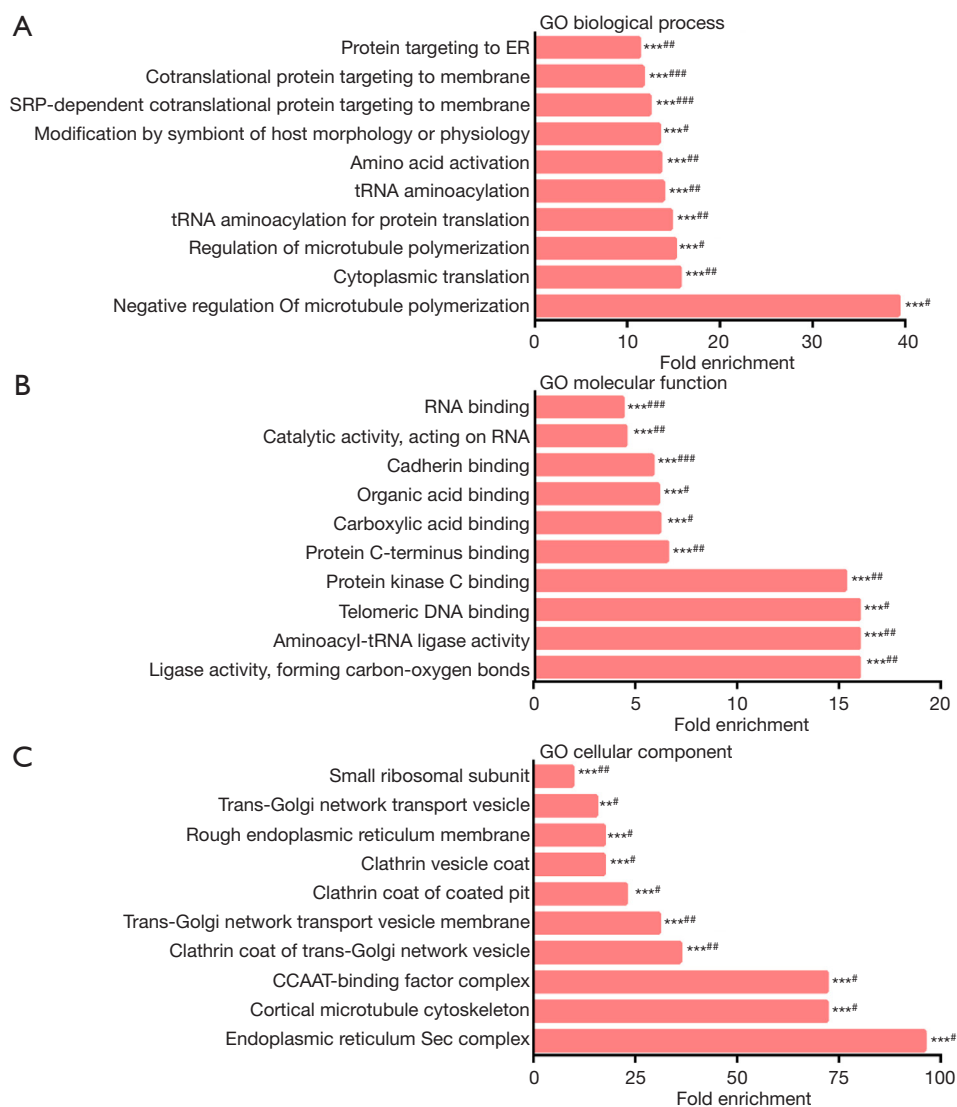 A
GO biological process
Protein targeting to ER ***##
Cotranslational protein targeting to membrane ***###
SRP-dependent cotranslational protein targeting to membrane ***###
Modification by symbiont of host morphology or physiology ***#
Amino acid activation ***##
tRNA aminoacylation ***##
tRNA aminoacylation for protein translation ***##
Regulation of microtubule polymerization ***#
Cytoplasmic translation ***##
Negative regulation Of microtubule polymerization ***#
0 10 20 30 40
Fold enrichment
B
GO molecular function
RNA binding ***###
Catalytic activity, acting on RNA ***##
Cadherin binding ***###
Organic acid binding ***#
Carboxylic acid binding ***#
Protein C-terminus binding ***##
Protein kinase C binding ***##
Telomeric DNA binding ***#
Aminoacyl-tRNA ligase activity ***##
Ligase activity, forming carbon-oxygen bonds ***##
0 5 10 15 20
Fold enrichment
C
GO cellular component
Small ribosomal subunit ***##
Trans-Golgi network transport vesicle **#
Rough endoplasmic reticulum membrane ***#
Clathrin vesicle coat ***#
Clathrin coat of coated pit ***#
Trans-Golgi network transport vesicle membrane ***##
Clathrin coat of trans-Golgi network vesicle ***##
CCAAT-binding factor complex ***#
Cortical microtubule cytoskeleton ***#
Endoplasmic reticulum Sec complex ***#
0 25 50 75 100
Fold enrichment